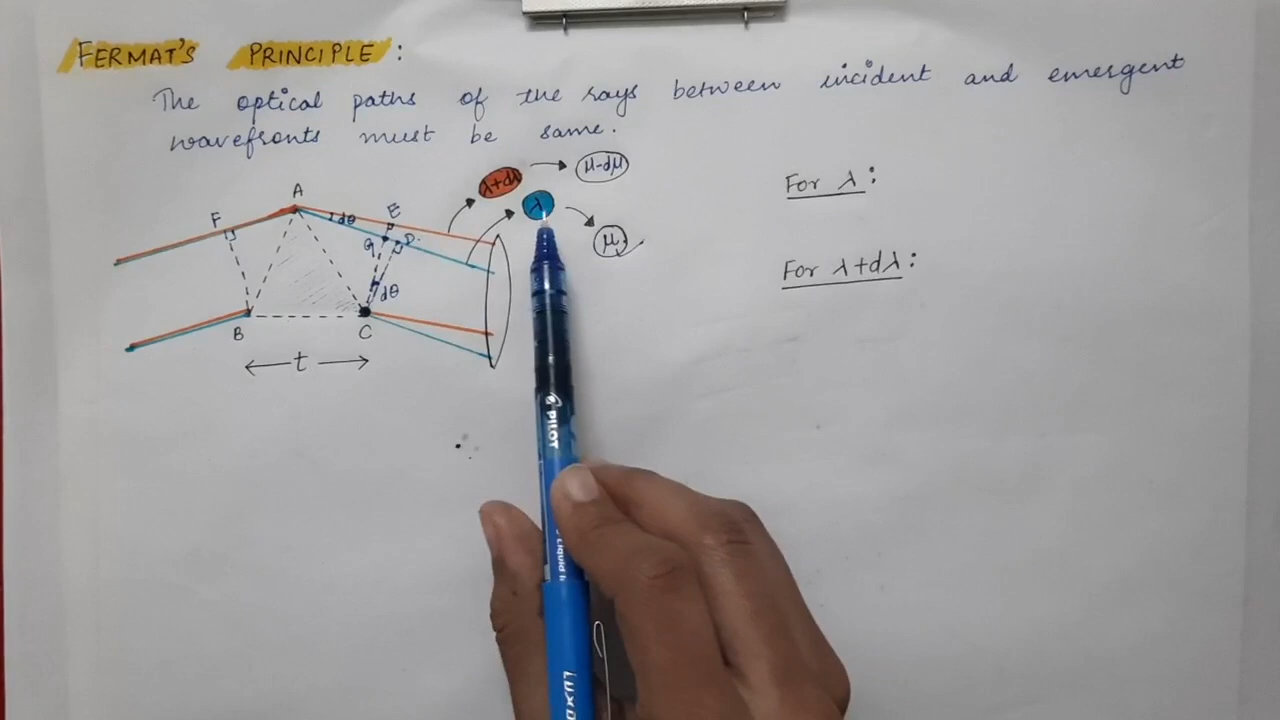 FERMAT'S PRINCIPLE :
The optical paths of the rays between incident and emergent
wavefronts must be same.
λ+dλ → μ-dμ
λ
μ
For λ :
For λ+dλ :
A
F
dθ
E
G
D
dθ
B
C
t
PILOT